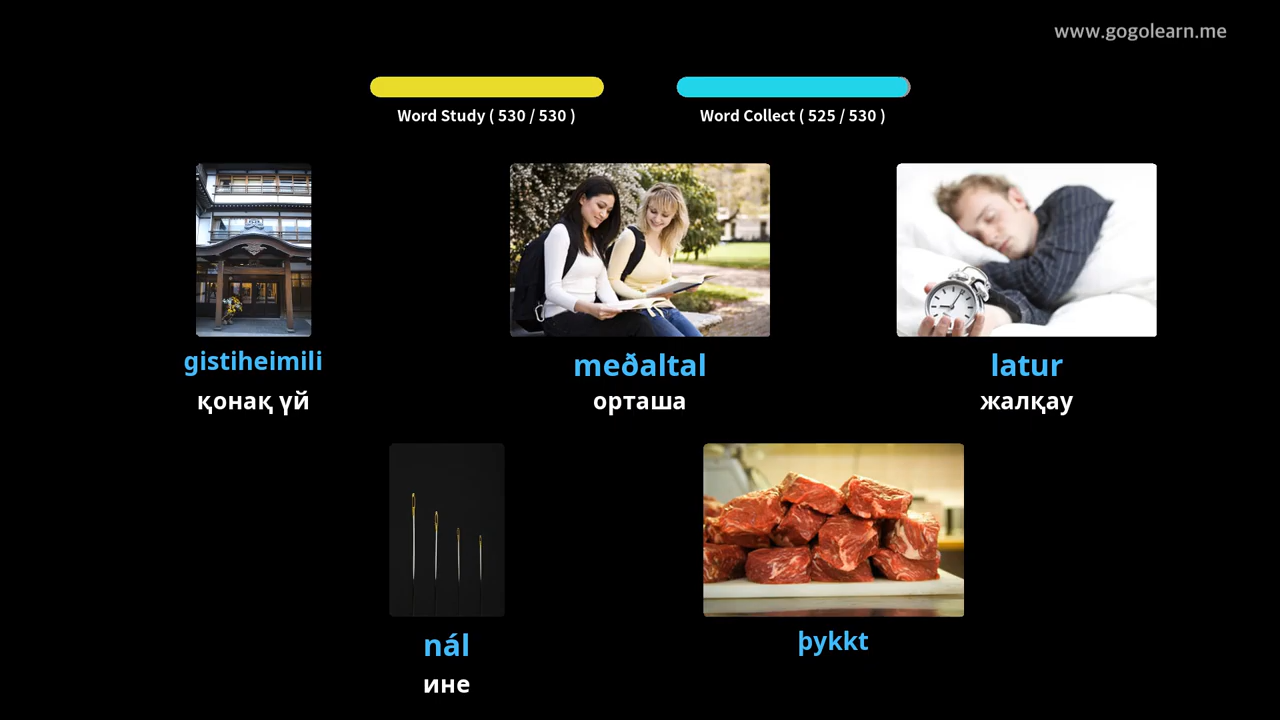 www.gogolearn.me
Word Study ( 530 / 530 )
Word Collect ( 525 / 530 )
gistiheimili
қонақ үй
meðaltal
орташа
latur
жалқау
nál
ине
þykkt